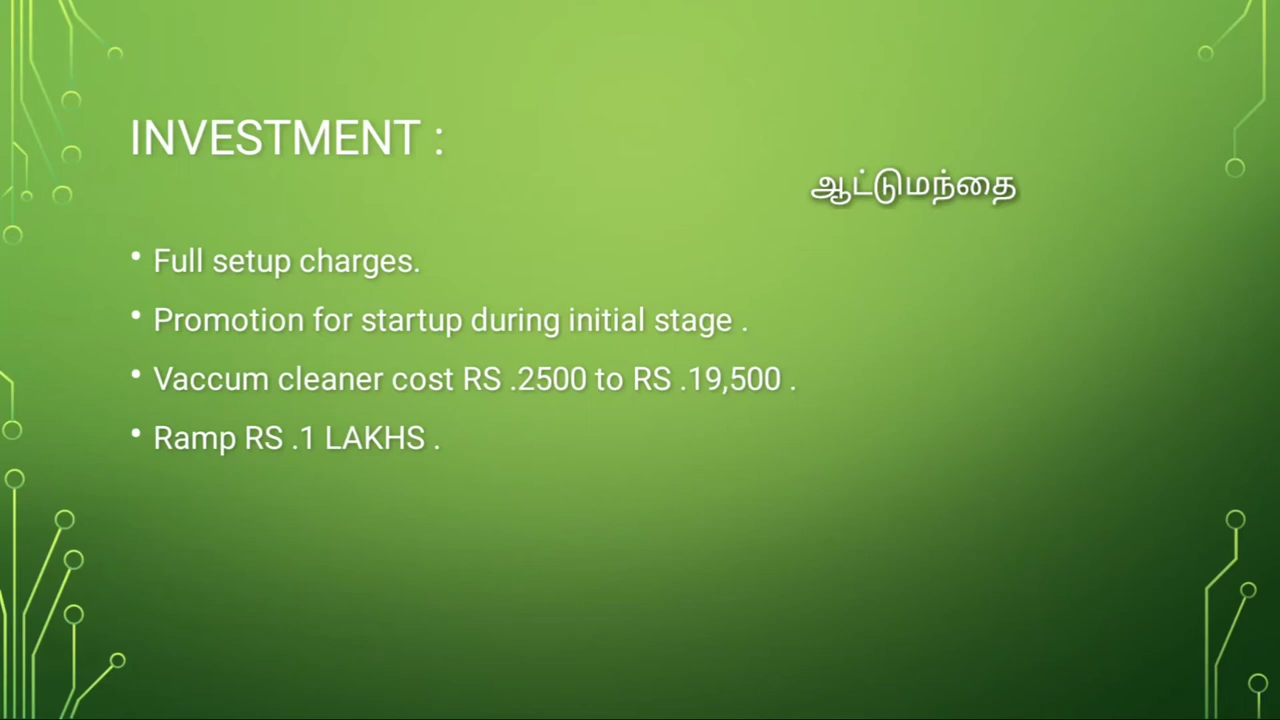 INVESTMENT :
ஆட்டுமந்தை
• Full setup charges.
• Promotion for startup during initial stage .
• Vaccum cleaner cost RS .2500 to RS .19,500 .
• Ramp RS .1 LAKHS .